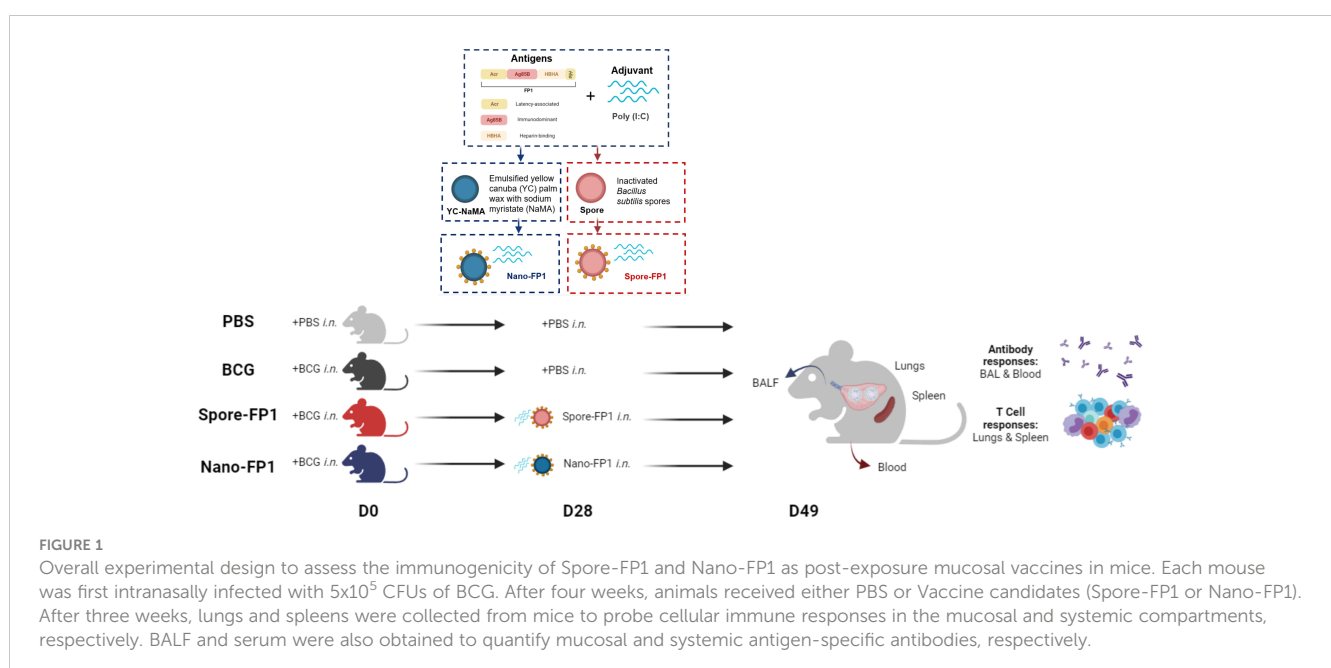 Antigens
Acr Ag85B HBHA
FP1
Acr Latency-associated
Ag85B Immunodominant
HBHA Heparin-binding
+
Adjuvant
Poly (I:C)
YC-NaMA
Emulsified yellow
canuba (YC) palm
wax with sodium
myristate (NaMA)
Spore
Inactivated
Bacillus
subtilis spores
Nano-FP1
Spore-FP1
PBS +PBS i.n. +PBS i.n.
BCG +BCG i.n. +PBS i.n.
Spore-FP1 +BCG i.n. Spore-FP1 i.n.
Nano-FP1 +BCG i.n. Nano-FP1 i.n.
D0 D28 D49
BALF
Lungs
Spleen
Blood
Antibody
responses:
BAL & Blood
T Cell
responses:
Lungs & Spleen
FIGURE 1
Overall experimental design to assess the immunogenicity of Spore-FP1 and Nano-FP1 as post-exposure mucosal vaccines in mice. Each mouse
was first intranasally infected with 5x10⁵ CFUs of BCG. After four weeks, animals received either PBS or Vaccine candidates (Spore-FP1 or Nano-FP1).
After three weeks, lungs and spleens were collected from mice to probe cellular immune responses in the mucosal and systemic compartments,
respectively. BALF and serum were also obtained to quantify mucosal and systemic antigen-specific antibodies, respectively.